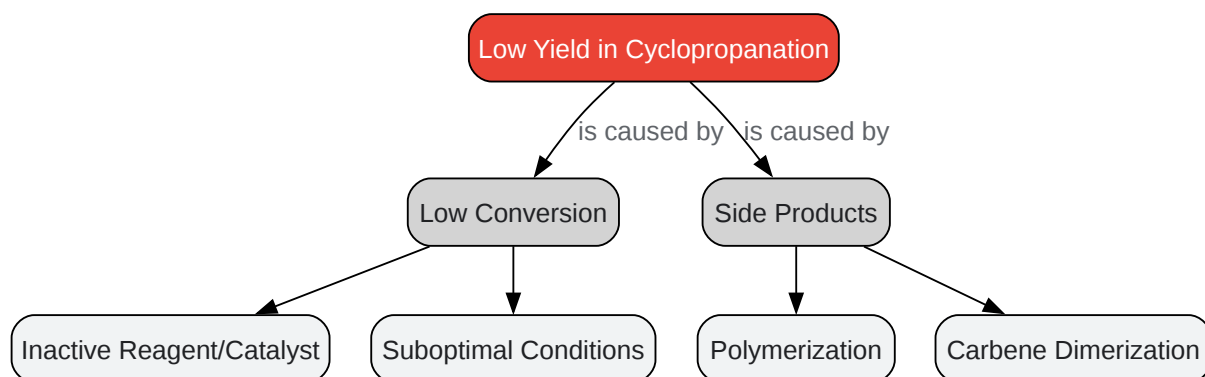 Low Yield in Cyclopropanation
is caused by
is caused by
Low Conversion
Side Products
Inactive Reagent/Catalyst
Suboptimal Conditions
Polymerization
Carbene Dimerization